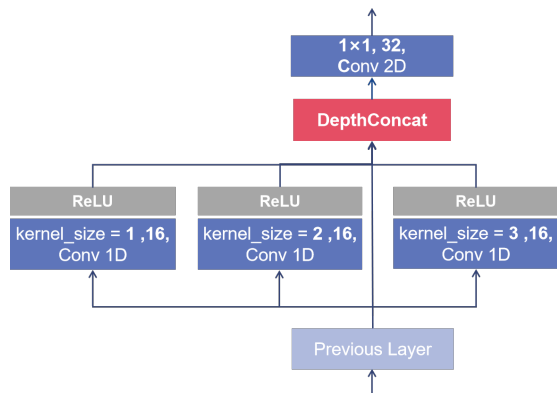 1×1, 32,
Conv 2D
DepthConcat
ReLU
kernel_size = 1 ,16,
Conv 1D
ReLU
kernel_size = 2 ,16,
Conv 1D
ReLU
kernel_size = 3 ,16,
Conv 1D
Previous Layer